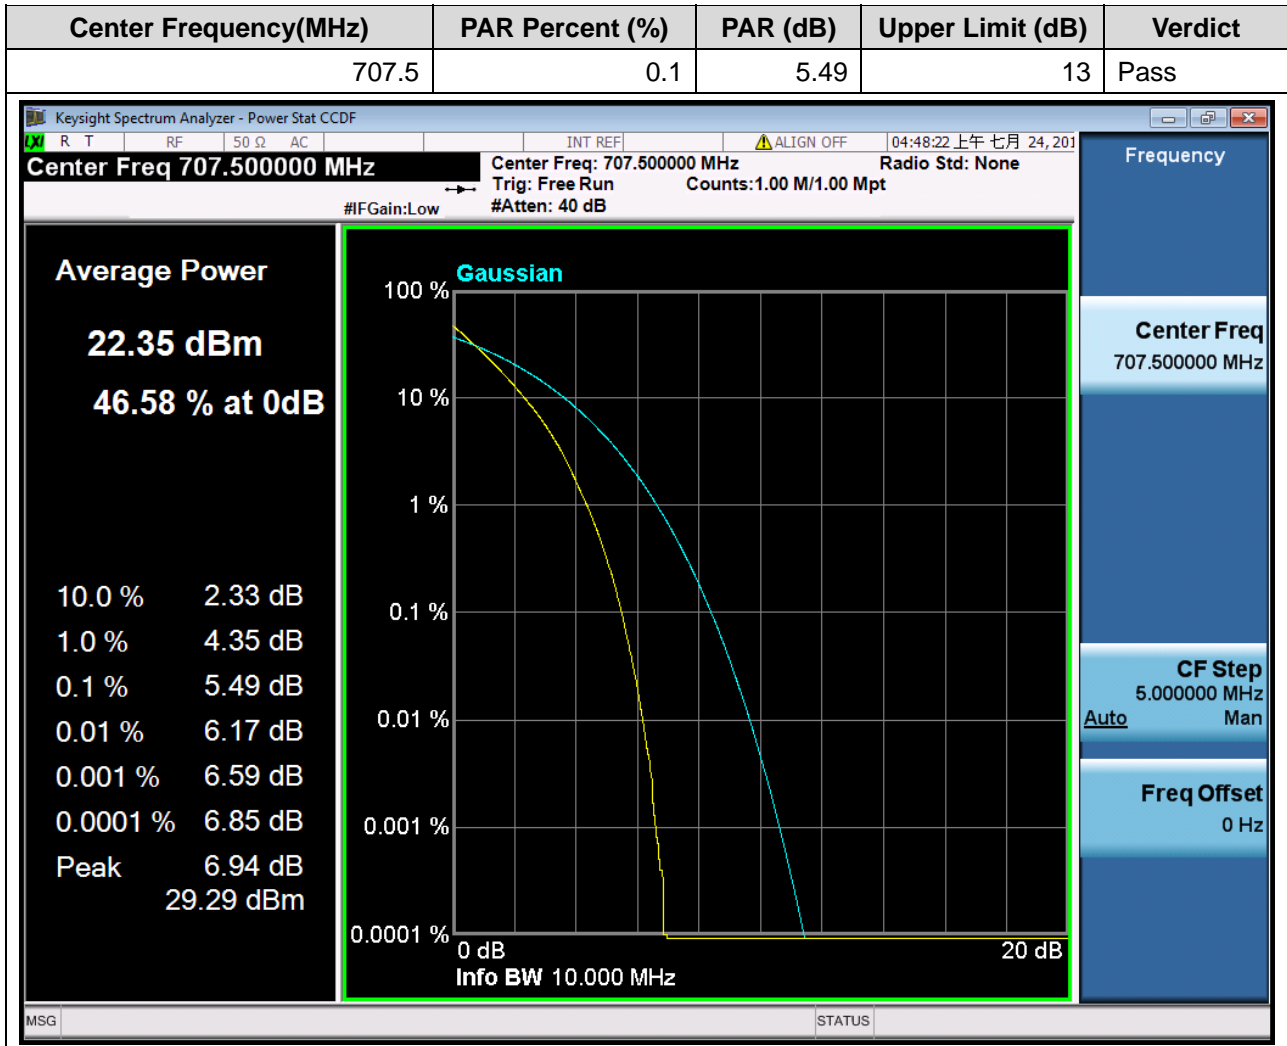 Center Frequency(MHz) PAR Percent (%) PAR (dB) Upper Limit (dB) Verdict
707.5 0.1 5.49 13 Pass
Keysight Spectrum Analyzer - Power Stat CCDF
LXI R T RF 50 Ω AC INT REF ALIGN OFF 04:48:22 上午 七月 24, 201
Center Freq 707.500000 MHz
Center Freq: 707.500000 MHz Radio Std: None
Trig: Free Run Counts:1.00 M/1.00 Mpt
#IFGain:Low #Atten: 40 dB
Frequency
Average Power
22.35 dBm
46.58 % at 0dB
10.0 % 2.33 dB
1.0 % 4.35 dB
0.1 % 5.49 dB
0.01 % 6.17 dB
0.001 % 6.59 dB
0.0001 % 6.85 dB
Peak 6.94 dB
29.29 dBm
Gaussian
100 %
10 %
1 %
0.1 %
0.01 %
0.001 %
0.0001 %
0 dB 20 dB
Info BW 10.000 MHz
Center Freq
707.500000 MHz
CF Step
5.000000 MHz
Auto Man
Freq Offset
0 Hz
MSG STATUS